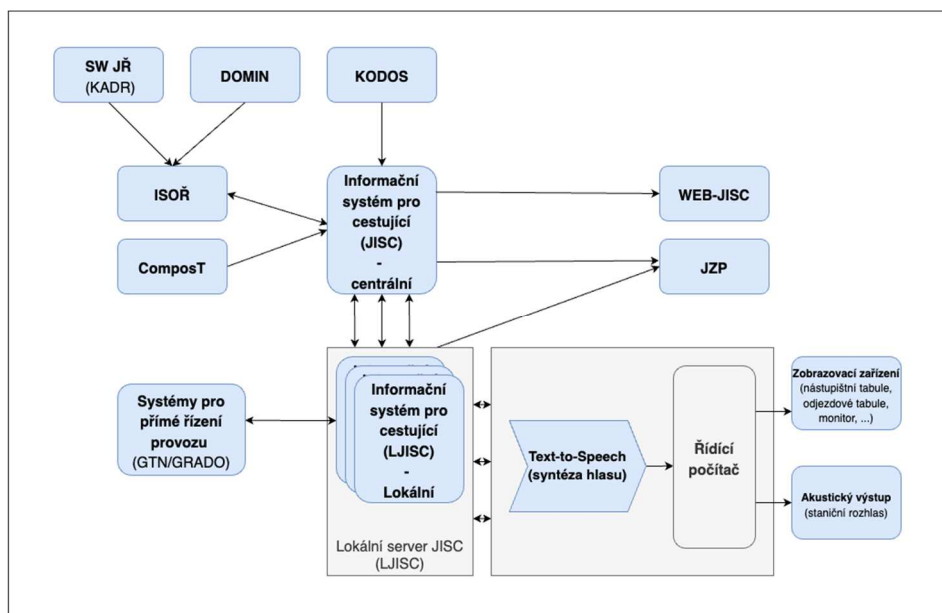 SW JŘ
(KADR)
DOMIN
KODOS
ISOŘ
Informační
systém pro
cestující
(JISC)
-
centrální
WEB-JISC
ComposT
JZP
Systémy pro
přímé řízení
provozu
(GTN/GRADO)
Informační
systém pro
cestující
(LJISC)
-
Lokální
Lokální server JISC
(LJISC)
Text-to-Speech
(syntéza hlasu)
Řídící
počítač
Zobrazovací zařízení
(nástupištní tabule,
odjezdové tabule,
monitor, ...)
Akustický výstup
(staniční rozhlas)